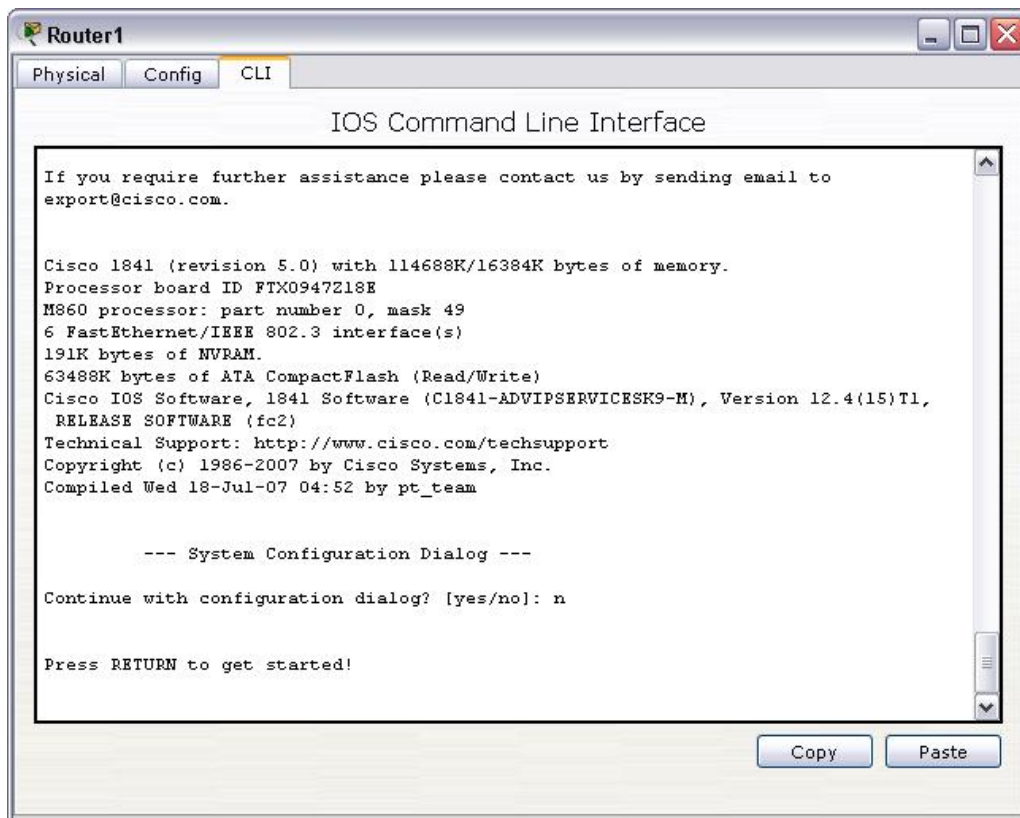 Router1
Physical Config CLI
IOS Command Line Interface
If you require further assistance please contact us by sending email to
export@cisco.com.
Cisco 1841 (revision 5.0) with 114688K/16384K bytes of memory.
Processor board ID FTX0947Z18E
M860 processor: part number 0, mask 49
6 FastEthernet/IEEE 802.3 interface(s)
191K bytes of NVRAM.
63488K bytes of ATA CompactFlash (Read/Write)
Cisco IOS Software, 1841 Software (C1841-ADVIPSERVICESK9-M), Version 12.4(15)T1,
RELEASE SOFTWARE (fc2)
Technical Support: http://www.cisco.com/techsupport
Copyright (c) 1986-2007 by Cisco Systems, Inc.
Compiled Wed 18-Jul-07 04:52 by pt_team
--- System Configuration Dialog ---
Continue with configuration dialog? [yes/no]: n
Press RETURN to get started!
Copy Paste